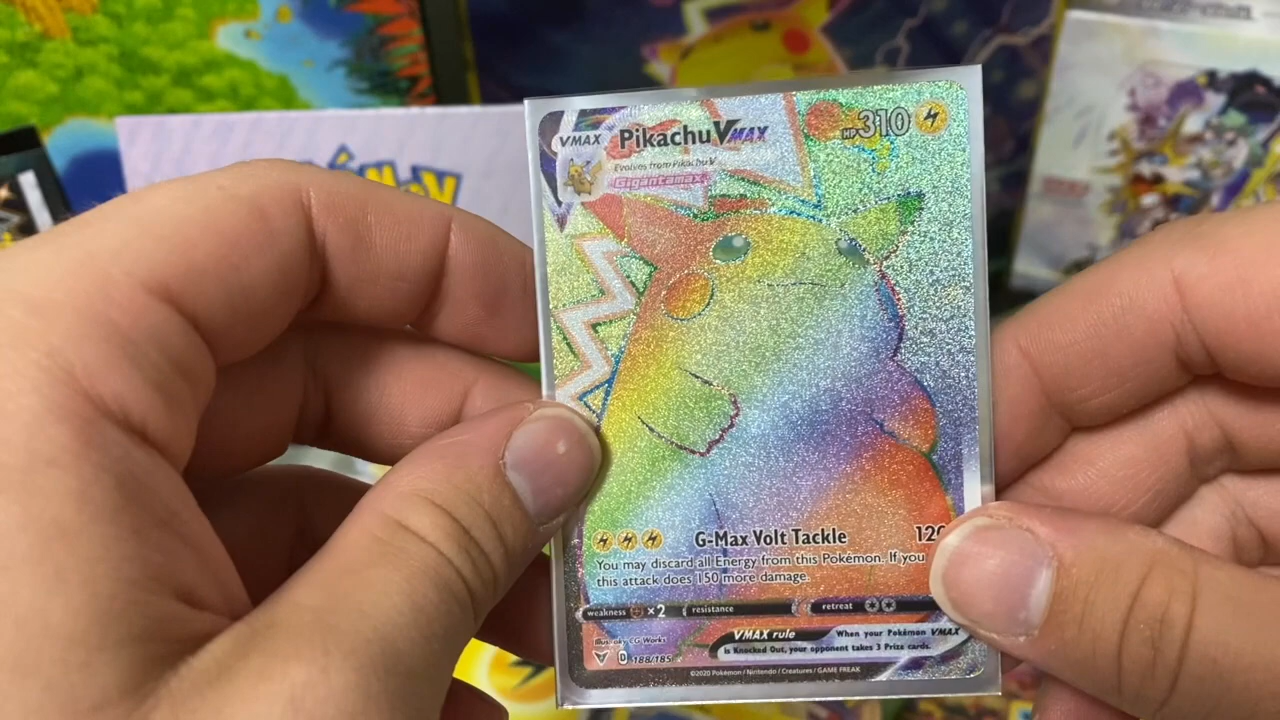 VMAX Pikachu VMAX HP 310
Evolves from Pikachu V
Gigantamax
POKÉMON
G-Max Volt Tackle 120
You may discard all Energy from this Pokémon. If you
this attack does 150 more damage.
weakness ×2 resistance retreat
VMAX rule When your Pokémon VMAX
is Knocked Out, your opponent takes 3 Prize cards.
Illus. 5ban CG Works
D 188/185
©2020 Pokémon / Nintendo / Creatures / GAME FREAK